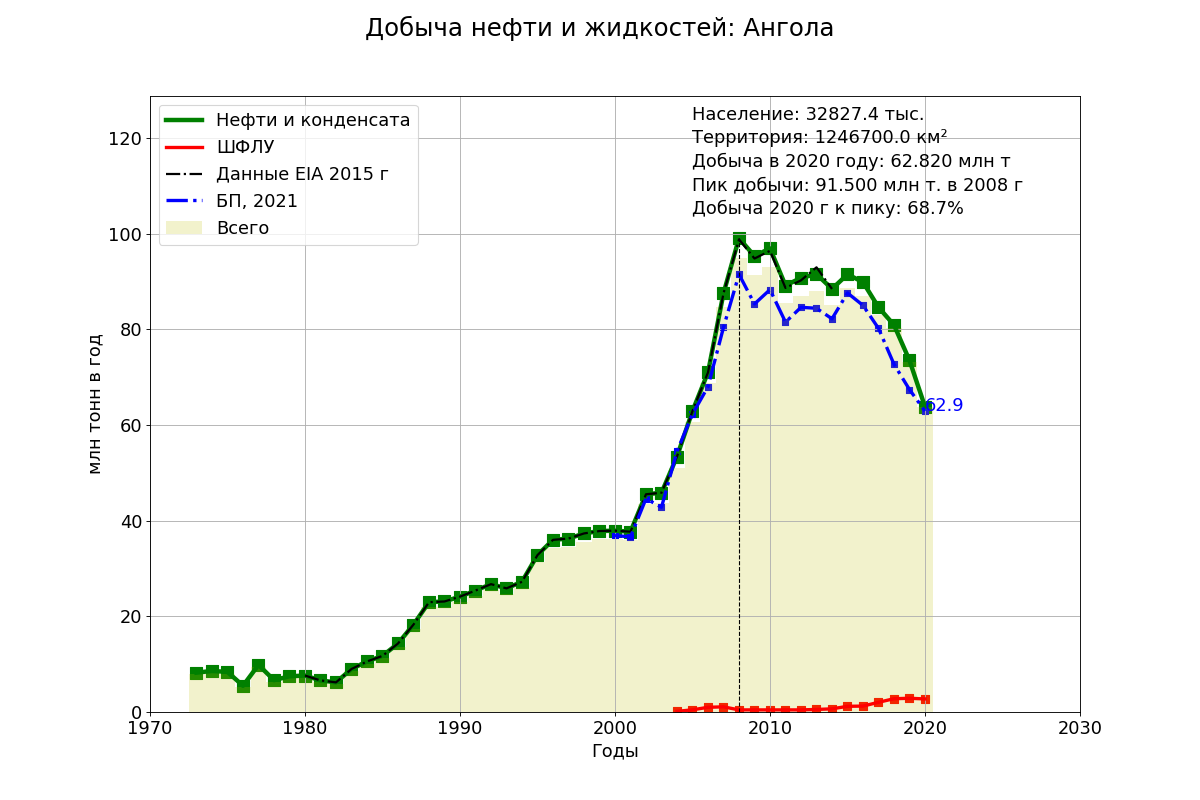 Добыча нефти и жидкостей: Ангола
Нефти и конденсата
ШФЛУ
Данные EIA 2015 г
БП, 2021
Всего
Население: 32827.4 тыс.
Территория: 1246700.0 км²
Добыча в 2020 году: 62.820 млн т
Пик добычи: 91.500 млн т. в 2008 г
Добыча 2020 г к пику: 68.7%
120
100
80
60
40
20
0
млн тонн в год
62.9
1970
1980
1990
2000
2010
2020
2030
Годы